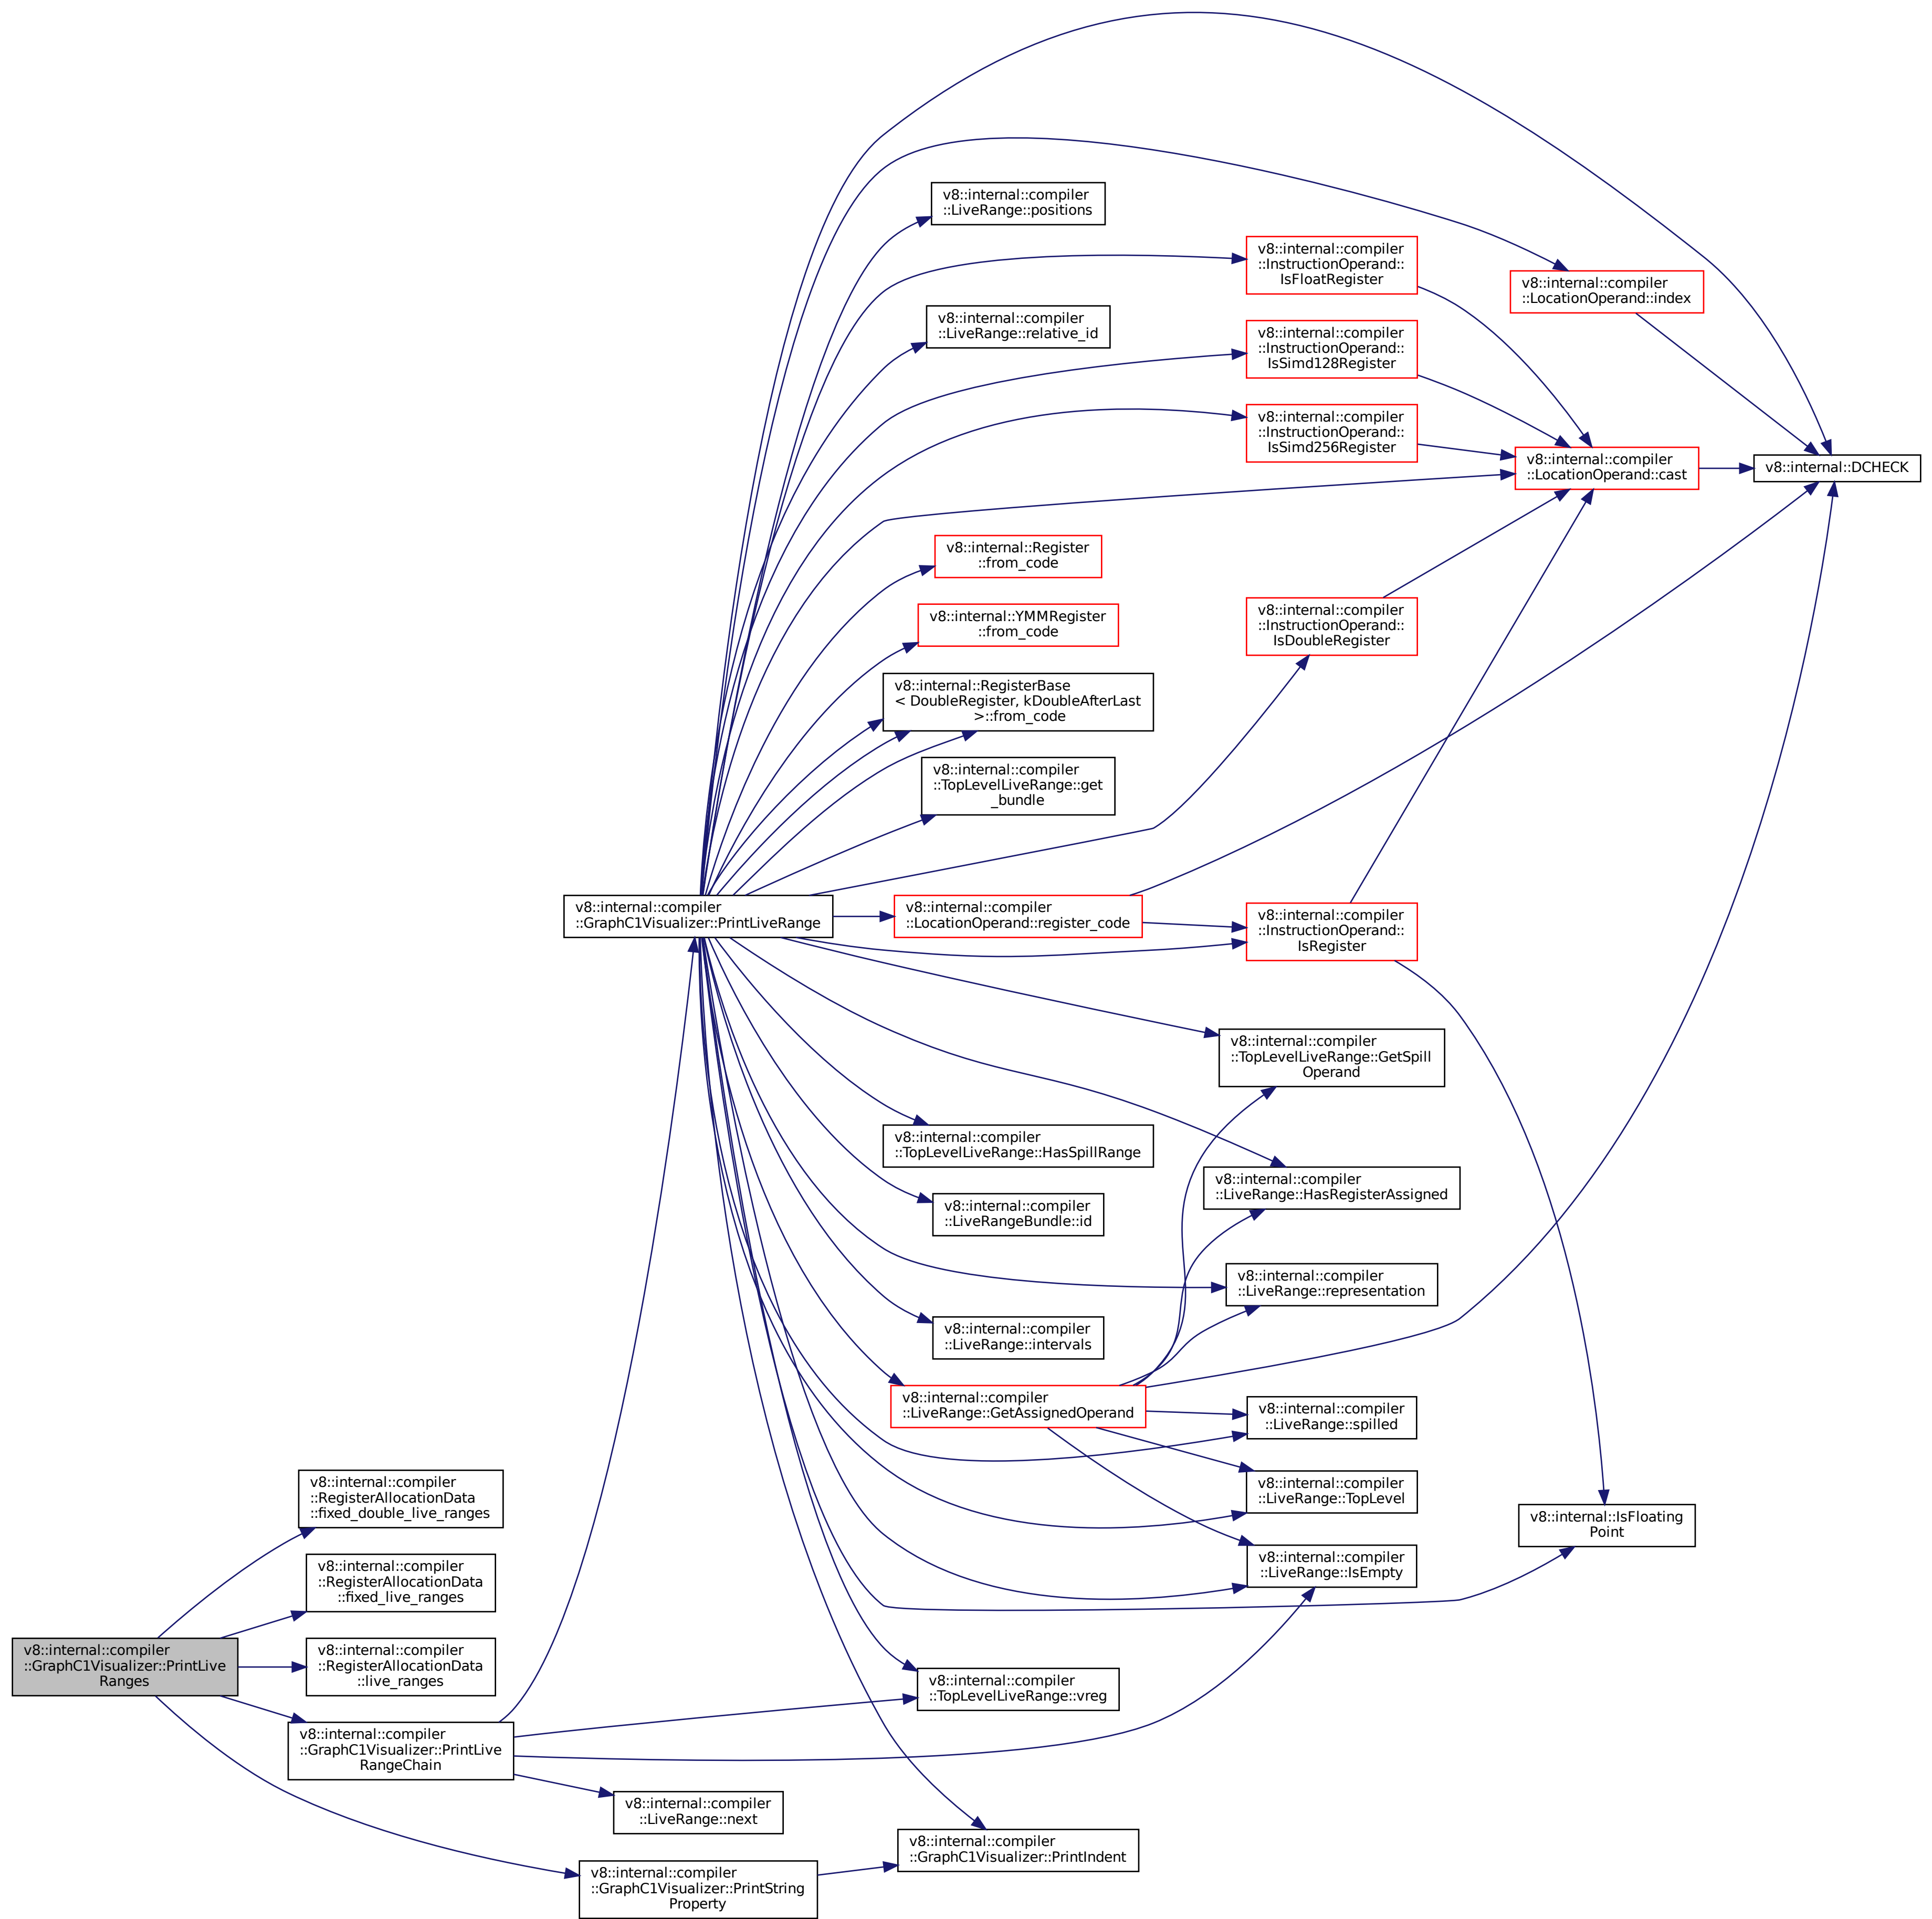 v8::internal::compiler
::LiveRange::positions
v8::internal::compiler
::InstructionOperand::
IsFloatRegister
v8::internal::compiler
::LocationOperand::index
v8::internal::compiler
::LiveRange::relative_id
v8::internal::compiler
::InstructionOperand::
IsSimd128Register
v8::internal::compiler
::InstructionOperand::
IsSimd256Register
v8::internal::compiler
::LocationOperand::cast
v8::internal::DCHECK
v8::internal::Register
::from_code
v8::internal::YMMRegister
::from_code
v8::internal::compiler
::InstructionOperand::
IsDoubleRegister
v8::internal::RegisterBase
< DoubleRegister, kDoubleAfterLast
>::from_code
v8::internal::compiler
::TopLevelLiveRange::get
_bundle
v8::internal::compiler
::GraphC1Visualizer::PrintLiveRange
v8::internal::compiler
::LocationOperand::register_code
v8::internal::compiler
::InstructionOperand::
IsRegister
v8::internal::compiler
::TopLevelLiveRange::GetSpill
Operand
v8::internal::compiler
::TopLevelLiveRange::HasSpillRange
v8::internal::compiler
::LiveRange::HasRegisterAssigned
v8::internal::compiler
::LiveRangeBundle::id
v8::internal::compiler
::LiveRange::representation
v8::internal::compiler
::LiveRange::intervals
v8::internal::compiler
::LiveRange::GetAssignedOperand
v8::internal::compiler
::LiveRange::spilled
v8::internal::compiler
::LiveRange::TopLevel
v8::internal::compiler
::RegisterAllocationData
::fixed_double_live_ranges
v8::internal::IsFloating
Point
v8::internal::compiler
::LiveRange::IsEmpty
v8::internal::compiler
::RegisterAllocationData
::fixed_live_ranges
v8::internal::compiler
::GraphC1Visualizer::PrintLive
Ranges
v8::internal::compiler
::RegisterAllocationData
::live_ranges
v8::internal::compiler
::TopLevelLiveRange::vreg
v8::internal::compiler
::GraphC1Visualizer::PrintLive
RangeChain
v8::internal::compiler
::LiveRange::next
v8::internal::compiler
::GraphC1Visualizer::PrintIndent
v8::internal::compiler
::GraphC1Visualizer::PrintString
Property